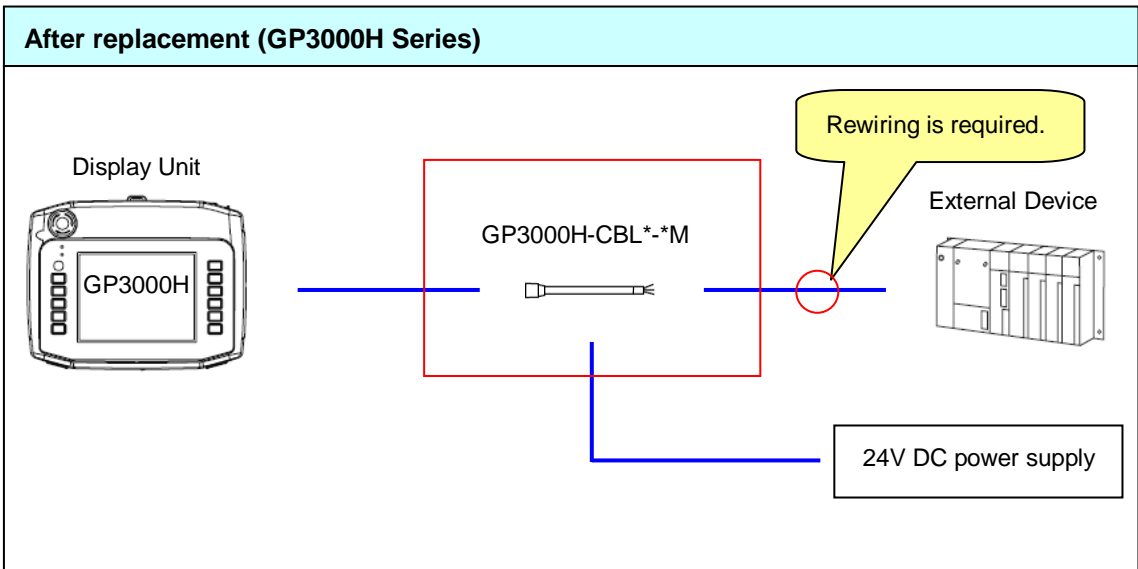 After replacement (GP3000H Series)
Rewiring is required.
Display Unit
External Device
GP3000H-CBL*-*M
GP3000H
24V DC power supply